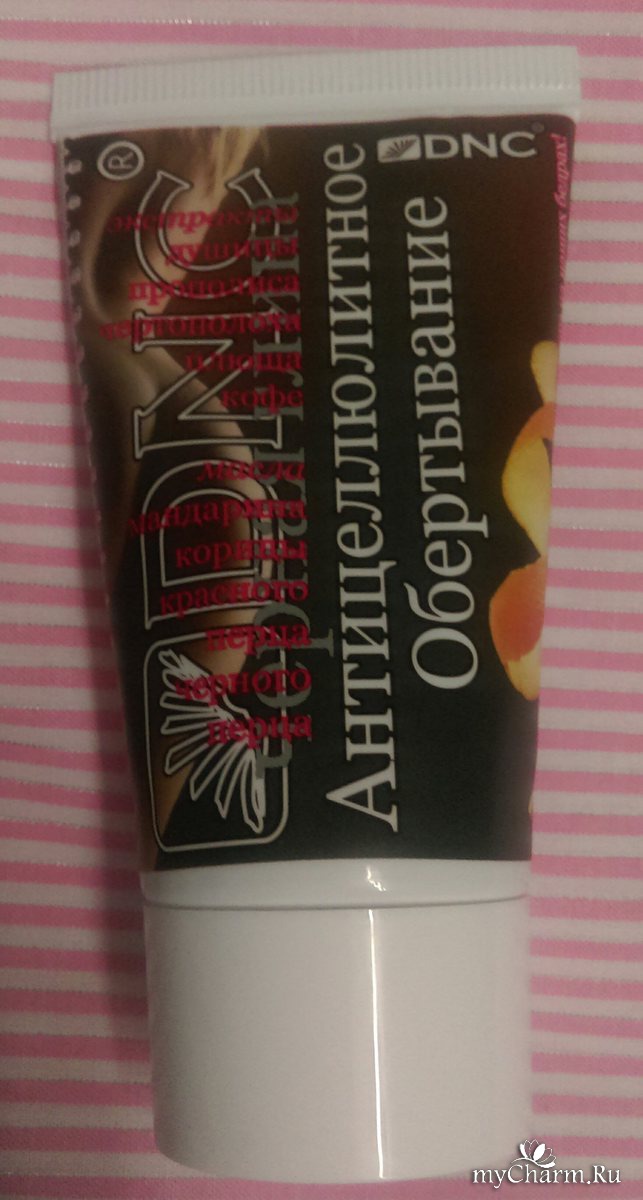 DNC
®
DNC
экстракты
душицы
прополиса
чертополоха
плюща
кофе
масла
мандарина
корицы
красного
перца
черного
перца
Антицеллюлитное
Обертывание
бедрах!
myCharm.Ru